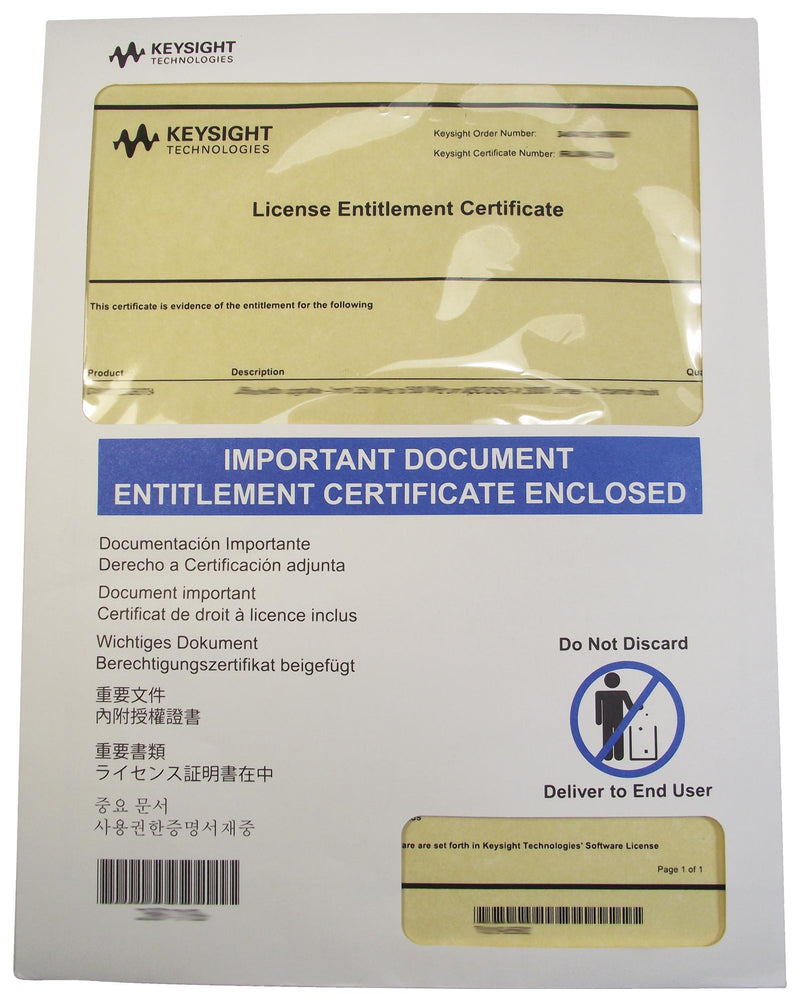 KEYSIGHT
TECHNOLOGIES
KEYSIGHT
TECHNOLOGIES
Keysight Order Number:
Keysight Certificate Number:
License Entitlement Certificate
This certificate is evidence of the entitlement for the following
Product Description
IMPORTANT DOCUMENT
ENTITLEMENT CERTIFICATE ENCLOSED
Documentación Importante
Derecho a Certificación adjunta
Document important
Certificat de droit à licence inclus
Wichtiges Dokument
Berechtigungszertifikat beigefügt
重要文件
內附授權證書
重要書類
ライセンス証明書在中
중요 문서
사용권한증명서재중
Do Not Discard
Deliver to End User
are are set forth in Keysight Technologies' Software License
Page 1 of 1